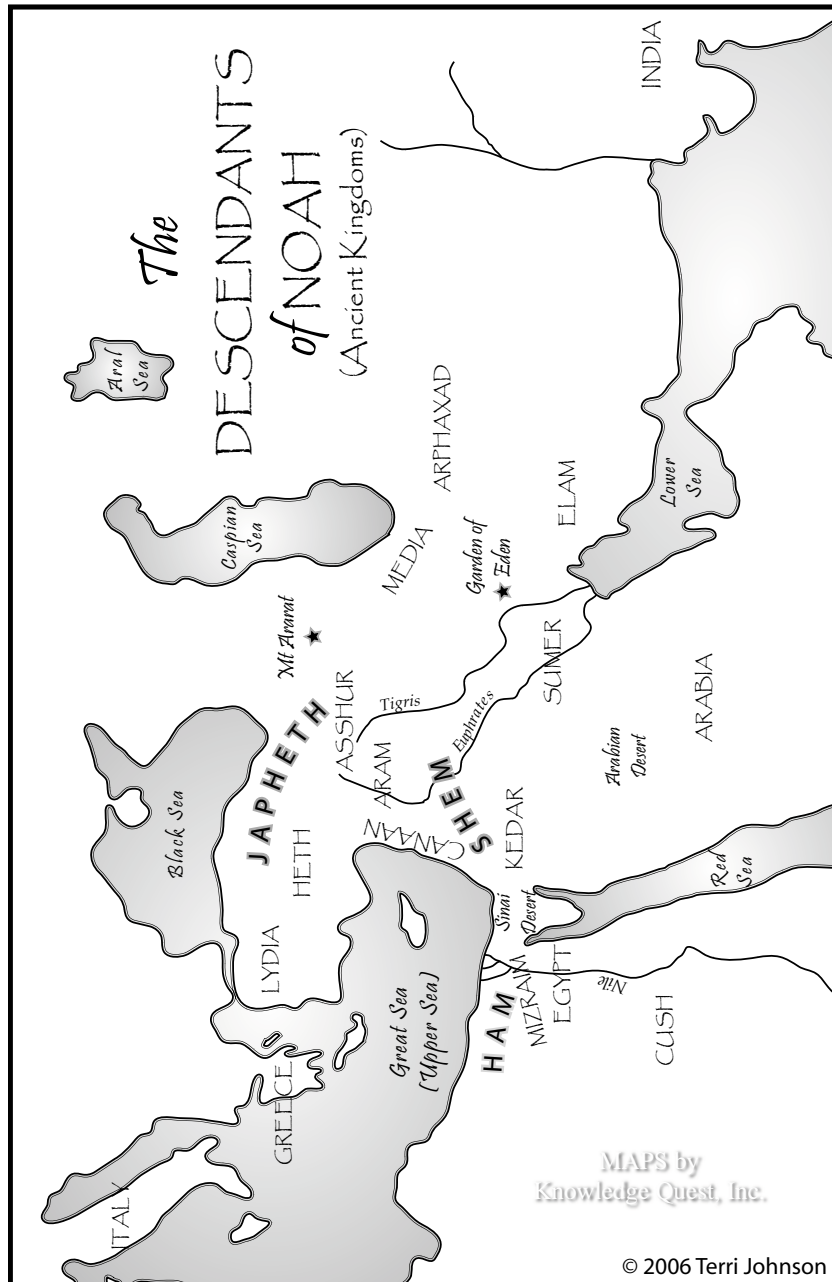 The
DESCENDANTS
of NOAH
(Ancient Kingdoms)
INDIA
Aral
Sea
Caspian
Sea
ARPHAXAD
MEDIA
Garden of
Eden
ELAM
Lower
Sea
Mt Ararat
JAPHETH
ASSHUR
Tigris
ARAM
Euphrates
SUMER
SHEM
CANAAN
KEDAR
Arabian
Desert
ARABIA
Black Sea
HETH
LYDIA
Sinai
Desert
Red
Sea
Great Sea
(Upper Sea)
HAM
MIZRAIM
EGYPT
Nile
CUSH
GREECE
ITALY
MAPS by
Knowledge Quest, Inc.
© 2006 Terri Johnson